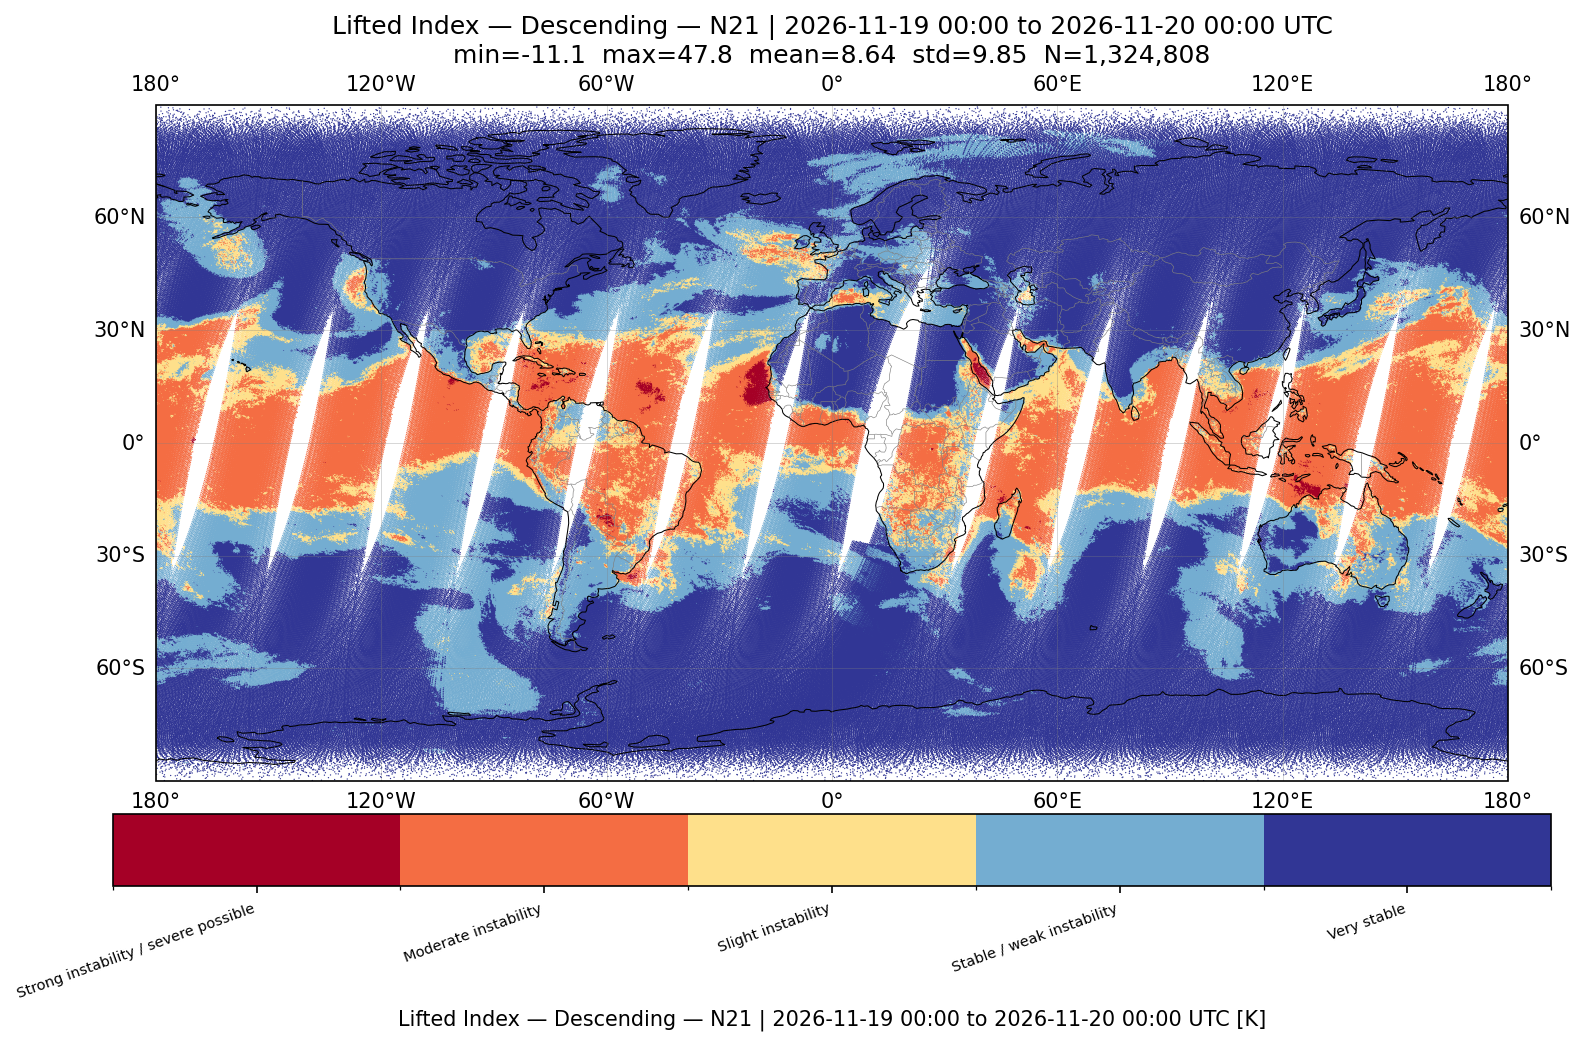 Lifted Index — Descending — N21 | 2026-11-19 00:00 to 2026-11-20 00:00 UTC
min=-11.1  max=47.8  mean=8.64  std=9.85  N=1,324,808
180° 120°W 60°W 0° 60°E 120°E 180°
60°N 60°N
30°N 30°N
0° 0°
30°S 30°S
60°S 60°S
180° 120°W 60°W 0° 60°E 120°E 180°
Strong instability / severe possible
Moderate instability
Slight instability
Stable / weak instability
Very stable
Lifted Index — Descending — N21 | 2026-11-19 00:00 to 2026-11-20 00:00 UTC [K]